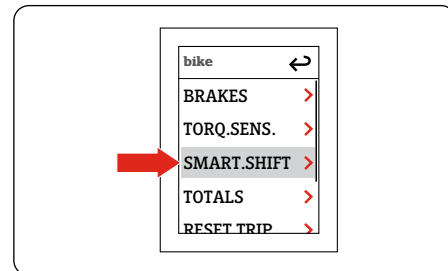 bike
BRAKES
TORQ.SENS.
SMART.SHIFT
TOTALS
RESET TRIP